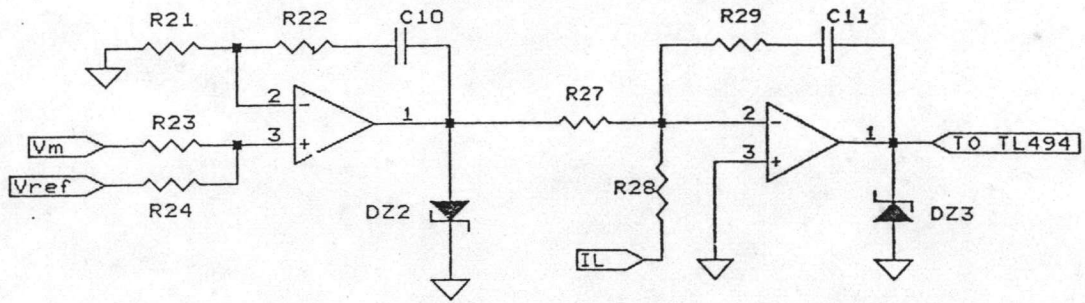 R21
R22
C10
R29
C11
R27
2
-
1
3
+
Vm
R23
Vref
R24
2
-
1
3
+
TO TL494
R28
DZ2
DZ3
IL